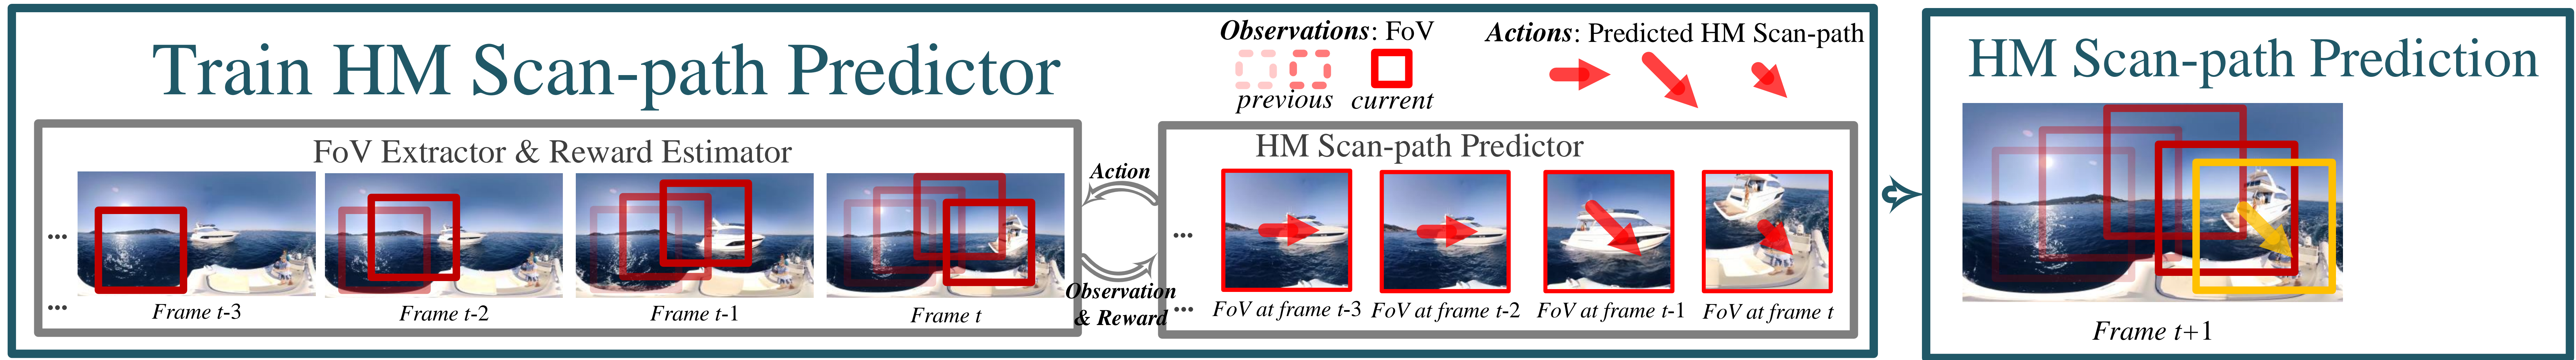 Train HM Scan-path Predictor
Observations: FoV
previous current
Actions: Predicted HM Scan-path
FoV Extractor & Reward Estimator
...
...
Frame t-3
Frame t-2
Frame t-1
Frame t
Action
Observation
& Reward
HM Scan-path Predictor
...
...
FoV at frame t-3
FoV at frame t-2
FoV at frame t-1
FoV at frame t
HM Scan-path Prediction
Frame t+1